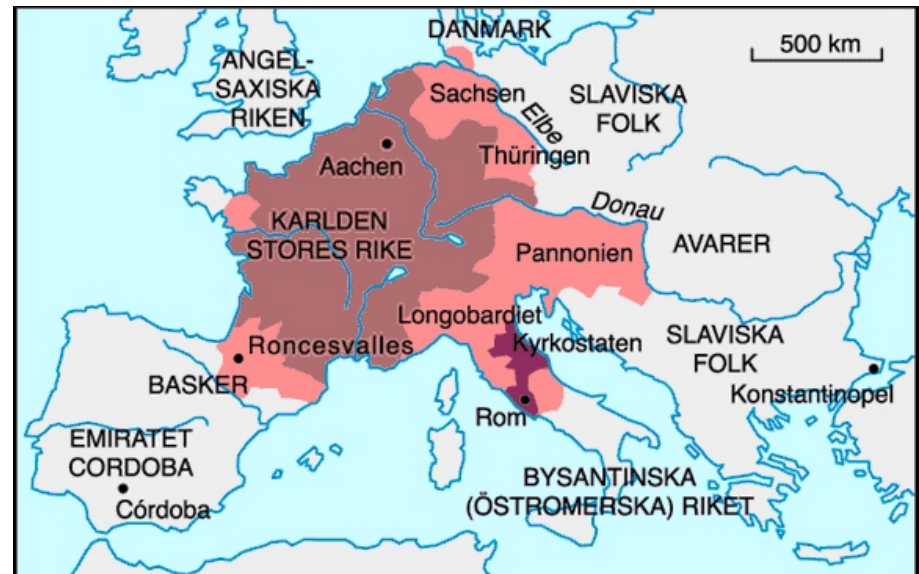 DANMARK
500 km
ANGEL-
SAXISKA
RIKEN
Sachsen
Elbe
SLAVISKA
FOLK
Aachen
Thüringen
Donau
KARLDEN
STORES RIKE
Pannonien
AVARER
Longobardiet
Roncesvalles
Kyrkostaten
SLAVISKA
FOLK
BASKER
Konstantinopel
Rom
EMIRATET
CORDOBA
Córdoba
BYSANTINSKA
(ÖSTROMERSKA) RIKET